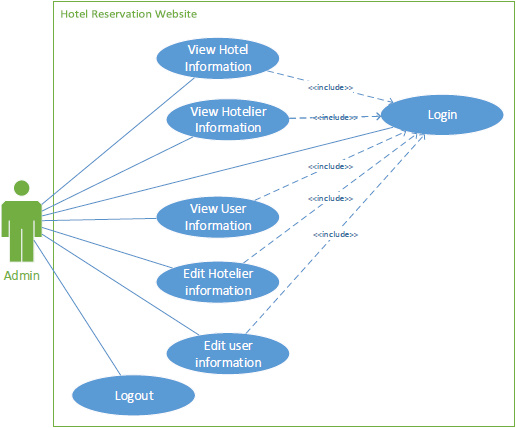 Hotel Reservation Website
View Hotel
Information
<<include>>
View Hotelier
Information
<<include>>
Login
<<include>>
<<include>>
View User
Information
<<include>>
Admin
Edit Hotelier
information
Edit user
information
Logout